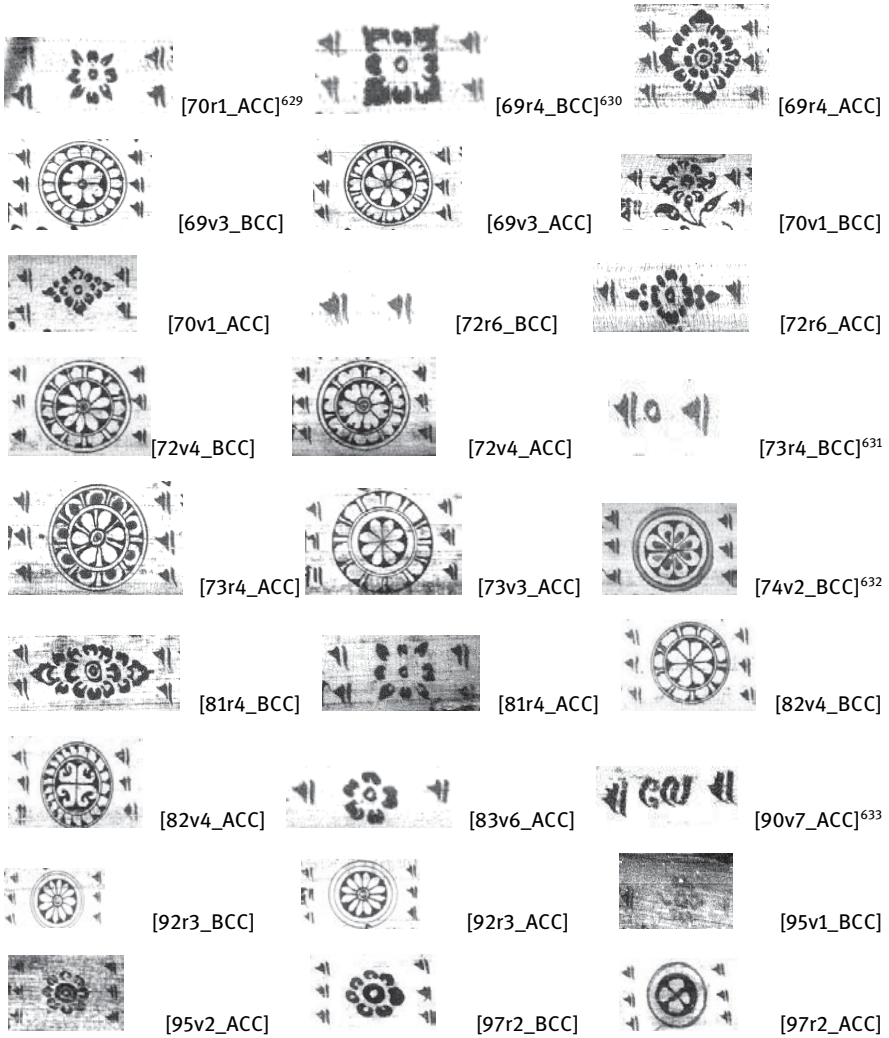 [70r1_ACC]629 [69r4_BCC]630 [69r4_ACC]
[69v3_BCC] [69v3_ACC] [70v1_BCC]
[70v1_ACC] [72r6_BCC] [72r6_ACC]
[72v4_BCC] [72v4_ACC] [73r4_BCC]631
[73r4_ACC] [73v3_ACC] [74v2_BCC]632
[81r4_BCC] [81r4_ACC] [82v4_BCC]
[82v4_ACC] [83v6_ACC] [90v7_ACC]633
[92r3_BCC] [92r3_ACC] [95v1_BCC]
[95v2_ACC] [97r2_BCC] [97r2_ACC]